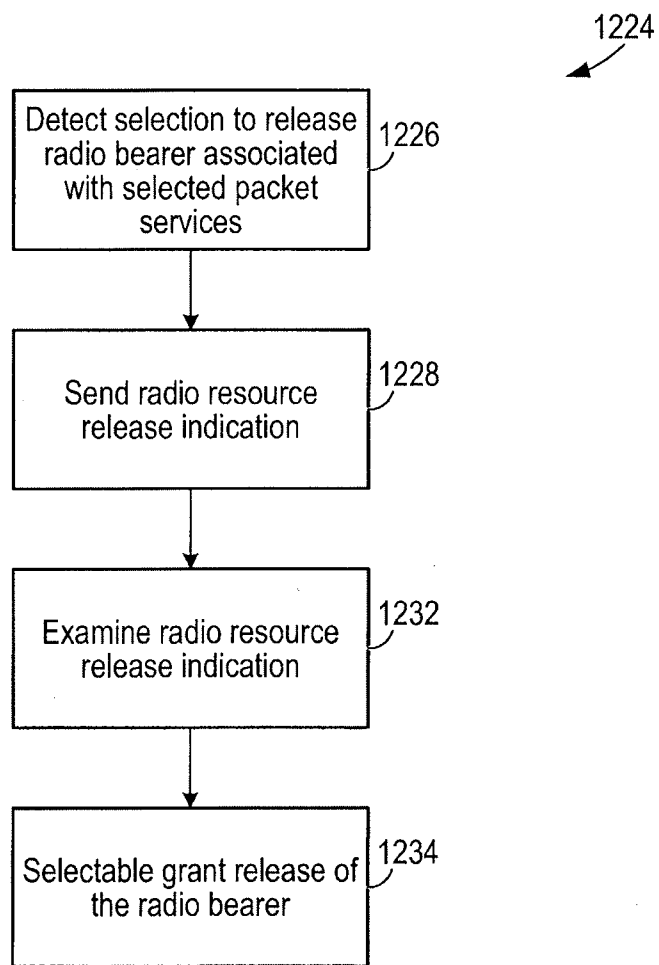 1224
Detect selection to release
radio bearer associated
with selected packet
services
1226
Send radio resource
release indication
1228
Examine radio resource
release indication
1232
Selectable grant release of
the radio bearer
1234